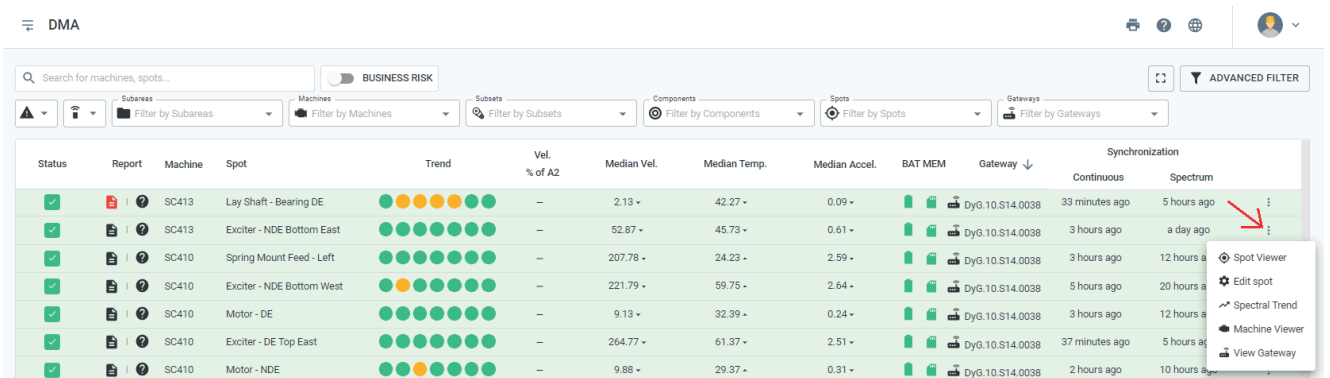 DMA
Search for machines, spots...
BUSINESS RISK
ADVANCED FILTER
Subareas
Filter by Subareas
Machines
Filter by Machines
Subsets
Filter by Subsets
Components
Filter by Components
Spots
Filter by Spots
Gateways
Filter by Gateways
Status Report Machine Spot Trend Vel. % of A2 Median Vel. Median Temp. Median Accel. BAT MEM Gateway Synchronization
Continuous Spectrum
SC413 Lay Shaft - Bearing DE – 2.13 42.27 0.09 DyG.10.S14.0038 33 minutes ago 5 hours ago
SC413 Exciter - NDE Bottom East – 52.87 45.73 0.61 DyG.10.S14.0038 3 hours ago a day ago
SC410 Spring Mount Feed - Left – 207.78 24.23 2.59 DyG.10.S14.0038 3 hours ago 12 hours a
SC410 Exciter - NDE Bottom West – 221.79 59.75 2.64 DyG.10.S14.0038 5 hours ago 20 hours a
SC410 Motor - DE – 9.13 32.39 0.24 DyG.10.S14.0038 3 hours ago 12 hours a
SC410 Exciter - DE Top East – 264.77 61.37 2.51 DyG.10.S14.0038 37 minutes ago 5 hours ag
SC410 Motor - NDE – 9.88 29.37 0.31 DyG.10.S14.0038 2 hours ago 10 hours ago
Spot Viewer
Edit spot
Spectral Trend
Machine Viewer
View Gateway